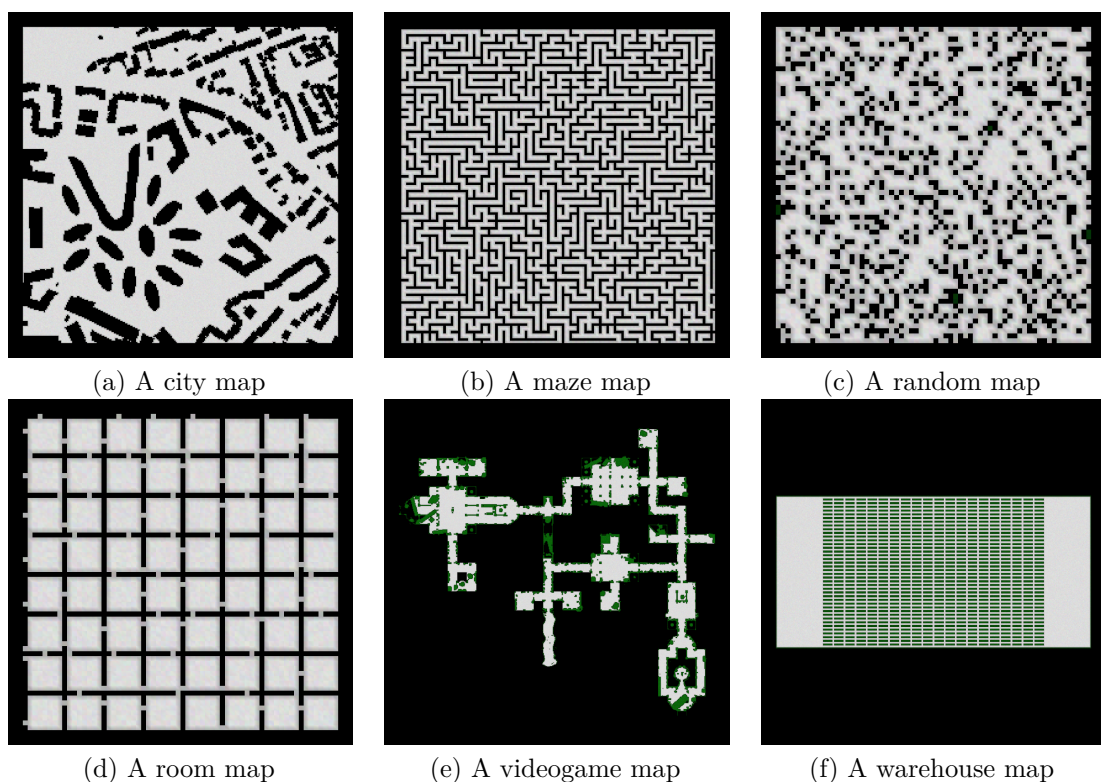 (a) A city map
(b) A maze map
(c) A random map
(d) A room map
(e) A videogame map
(f) A warehouse map